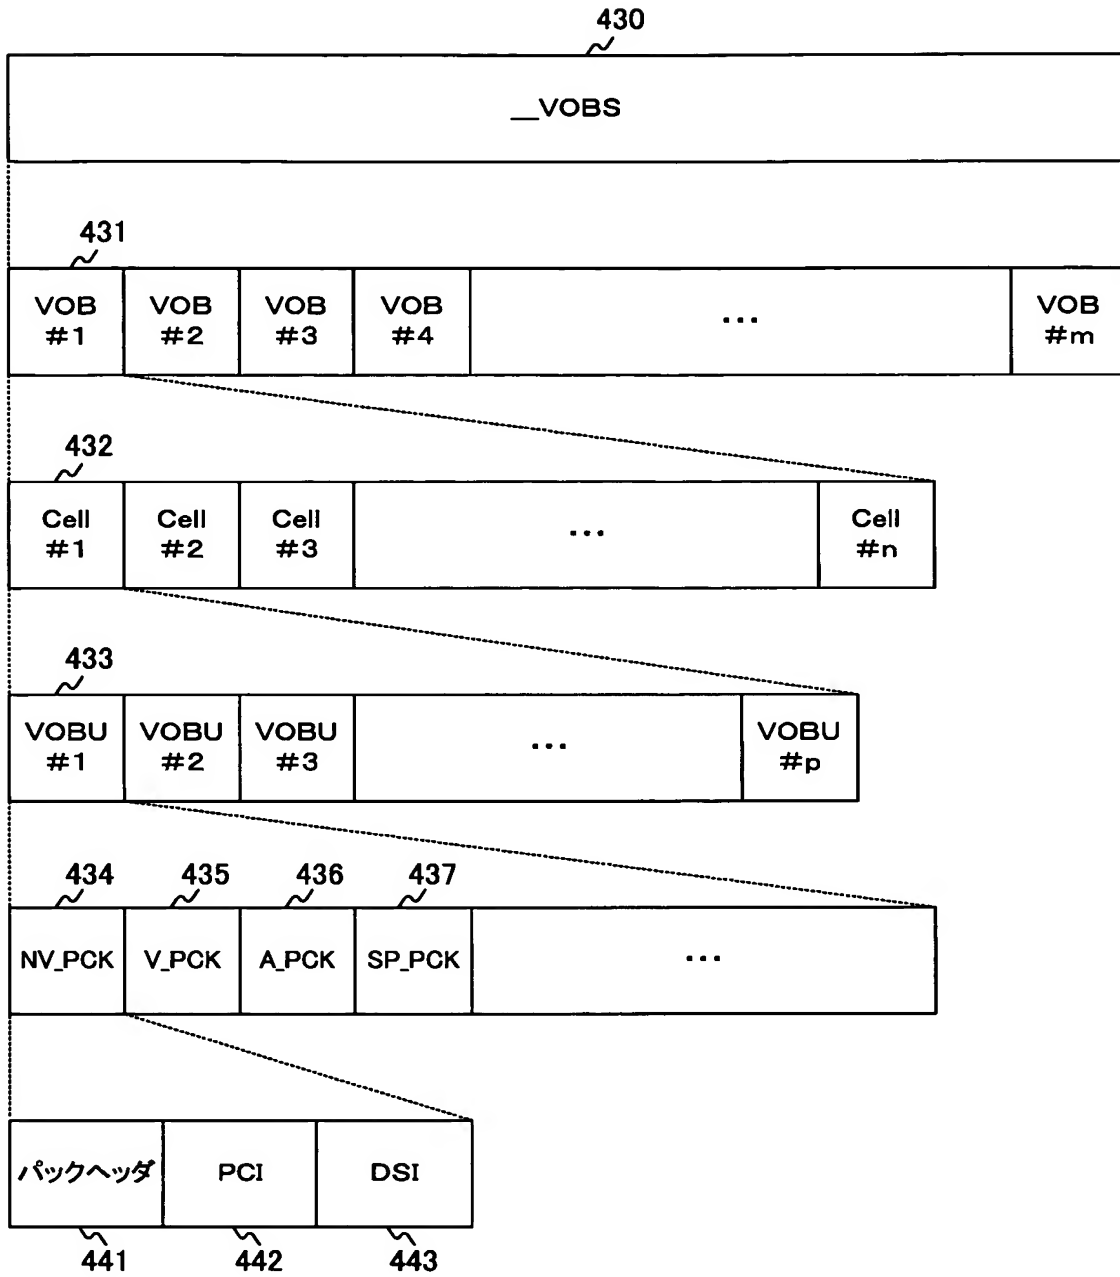 430
__VOBS
431
VOB #1
VOB #2
VOB #3
VOB #4
...
VOB #m
432
Cell #1
Cell #2
Cell #3
...
Cell #n
433
VOBU #1
VOBU #2
VOBU #3
...
VOBU #p
434
435
436
437
NV_PCK
V_PCK
A_PCK
SP_PCK
...
パックヘッダ
PCI
DSI
441
442
443